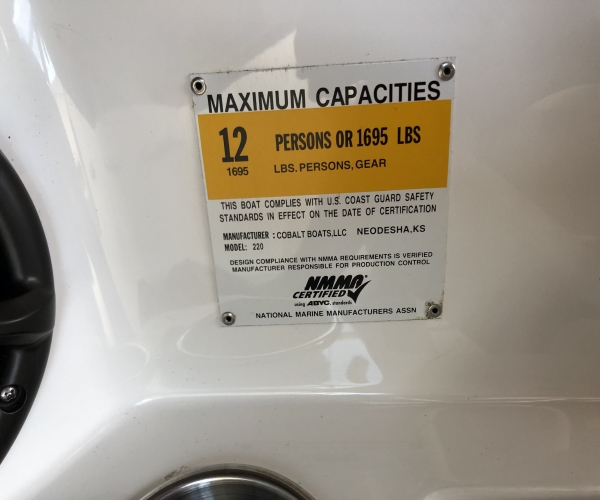 MAXIMUM CAPACITIES
12 PERSONS OR 1695 LBS
1695 LBS. PERSONS, GEAR
THIS BOAT COMPLIES WITH U.S. COAST GUARD SAFETY
STANDARDS IN EFFECT ON THE DATE OF CERTIFICATION
MANUFACTURER : COBALT BOATS,LLC NEODESHA,KS
MODEL: 220
DESIGN COMPLIANCE WITH NMMA REQUIREMENTS IS VERIFIED
MANUFACTURER RESPONSIBLE FOR PRODUCTION CONTROL
NMMA
CERTIFIED
using ABYC. standards
NATIONAL MARINE MANUFACTURERS ASSN